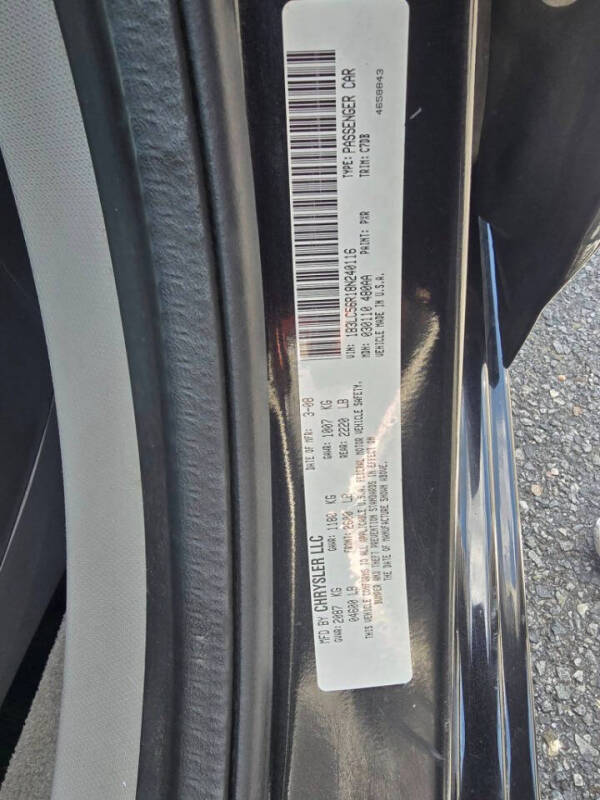 MFD BY CHRYSLER LLC DATE OF MFR: 3-08
GVWR: 2087 KG GAWR: 1180 KG GAWR: 1007 KG
04600 LB FRONT: 2600 LB REAR: 2220 LB
THIS VEHICLE CONFORMS TO ALL APPLICABLE U.S.A. FEDERAL MOTOR VEHICLE SAFETY,
BUMPER AND THEFT PREVENTION STANDARDS IN EFFECT ON
THE DATE OF MANUFACTURE SHOWN ABOVE.
VIN: 1B3LC56R18N240116 TYPE: PASSENGER CAR
MDH: 030110 480AA PAINT: PXR TRIM: C7DB
VEHICLE MADE IN U.S.A. 4658843